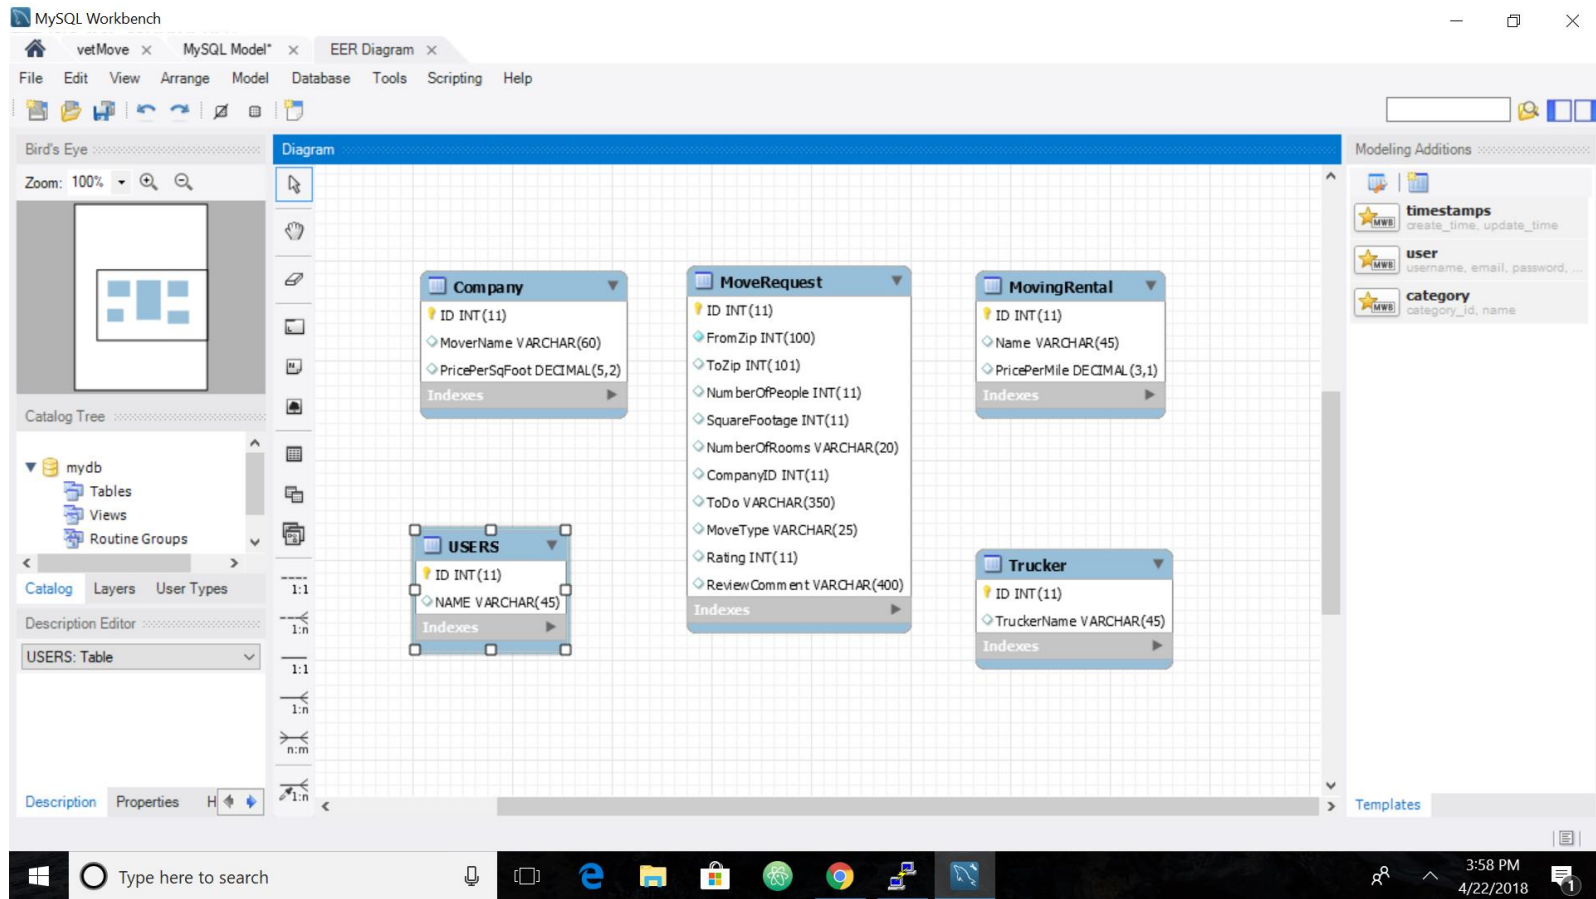 MySQL Workbench
vetMove
MySQL Model*
EER Diagram
File Edit View Arrange Model Database Tools Scripting Help
Bird's Eye
Zoom: 100%
Catalog Tree
mydb
Tables
Views
Routine Groups
Catalog Layers User Types
Description Editor
USERS: Table
Description Properties H
Diagram
1:1
1:n
1:1
1:n
n:m
1:n
Company
ID INT(11)
MoverName VARCHAR(60)
PricePerSqFoot DECIMAL(5,2)
Indexes
USERS
ID INT(11)
NAME VARCHAR(45)
Indexes
MoveRequest
ID INT(11)
FromZip INT(100)
ToZip INT(101)
NumberOfPeople INT(11)
SquareFootage INT(11)
NumberOfRooms VARCHAR(20)
CompanyID INT(11)
ToDo VARCHAR(350)
MoveType VARCHAR(25)
Rating INT(11)
ReviewComment VARCHAR(400)
Indexes
MovingRental
ID INT(11)
Name VARCHAR(45)
PricePerMile DECIMAL(3,1)
Indexes
Trucker
ID INT(11)
TruckerName VARCHAR(45)
Indexes
Modeling Additions
MWB
timestamps
create_time, update_time
MWB
user
username, email, password, ...
MWB
category
category_id, name
Templates
Type here to search
3:58 PM
4/22/2018
1